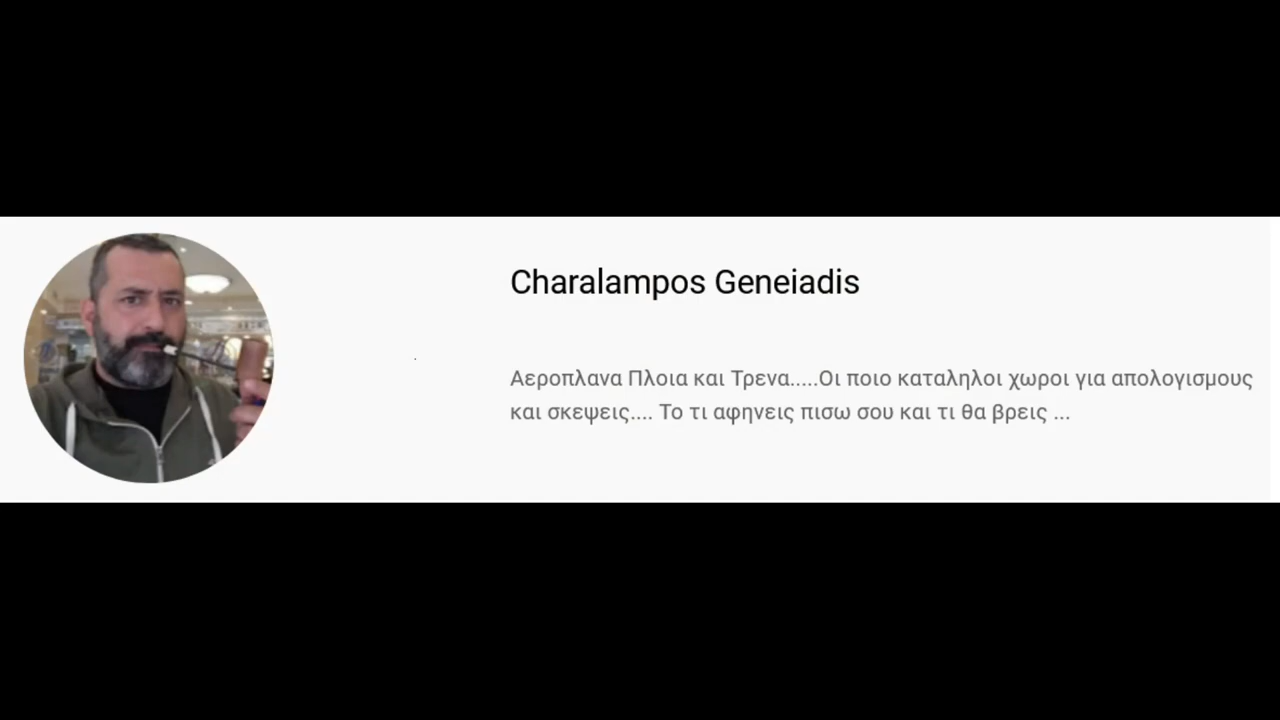 Charalampos Geneiadis
Αεροπλανα Πλοια και Τρενα.....Οι ποιο καταληλοι χωροι για απολογισμους
και σκεψεις.... Το τι αφηνεις πισω σου και τι θα βρεις ...